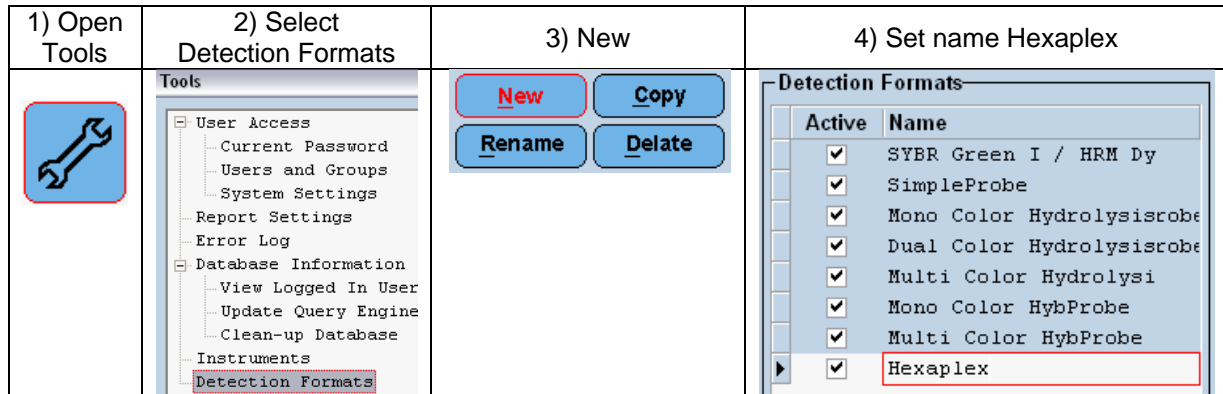 1) Open
Tools
2) Select
Detection Formats
3) New
4) Set name Hexaplex
Tools
User Access
Current Password
Users and Groups
System Settings
Report Settings
Error Log
Database Information
View Logged In User
Update Query Engine
Clean-up Database
Instruments
Detection Formats
New
Copy
Rename
Delate
Detection Formats
Active Name
SYBR Green I / HRM Dy
SimpleProbe
Mono Color Hydrolysisrobe
Dual Color Hydrolysisrobe
Multi Color Hydrolysi
Mono Color HybProbe
Multi Color HybProbe
Hexaplex